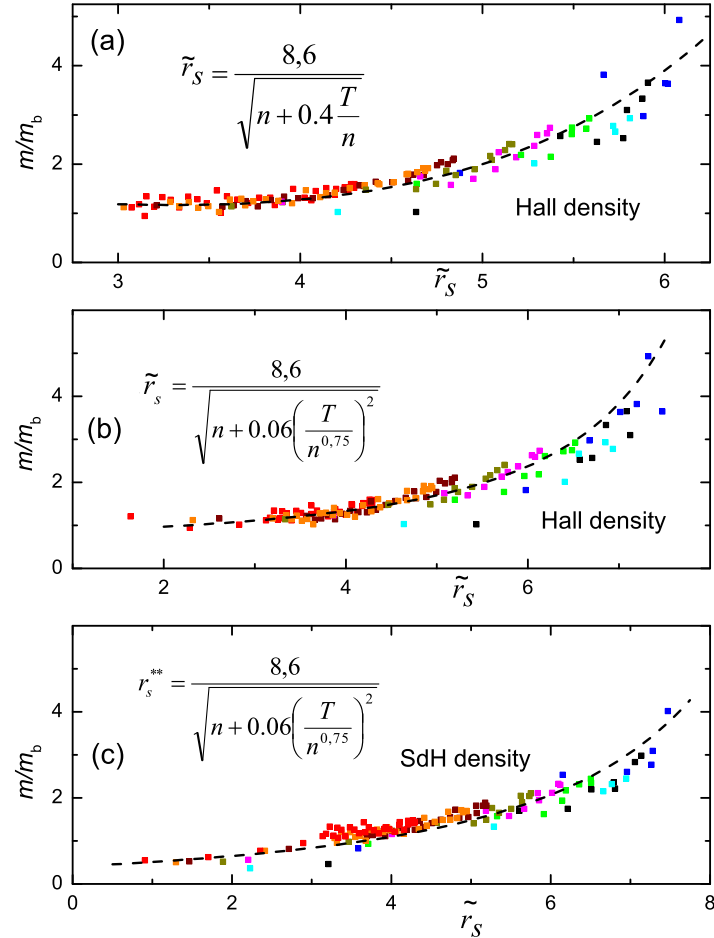 (a)
r̃s = 8,6 / √(n + 0.4 T/n)
m/mb
4
2
0
Hall density
3 4 5 6
r̃s
(b)
r̃s = 8,6 / √(n + 0.06(T/n^0,75)^2)
m/mb
4
2
0
Hall density
2 4 6
r̃s
(c)
rs** = 8,6 / √(n + 0.06(T/n^0,75)^2)
m/mb
4
2
0
SdH density
0 2 4 6 8
r̃s